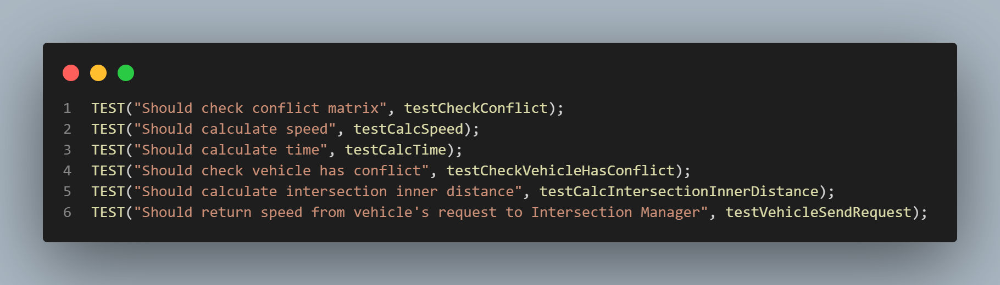 1 TEST("Should check conflict matrix", testCheckConflict);
2 TEST("Should calculate speed", testCalcSpeed);
3 TEST("Should calculate time", testCalcTime);
4 TEST("Should check vehicle has conflict", testCheckVehicleHasConflict);
5 TEST("Should calculate intersection inner distance", testCalcIntersectionInnerDistance);
6 TEST("Should return speed from vehicle's request to Intersection Manager", testVehicleSendRequest);